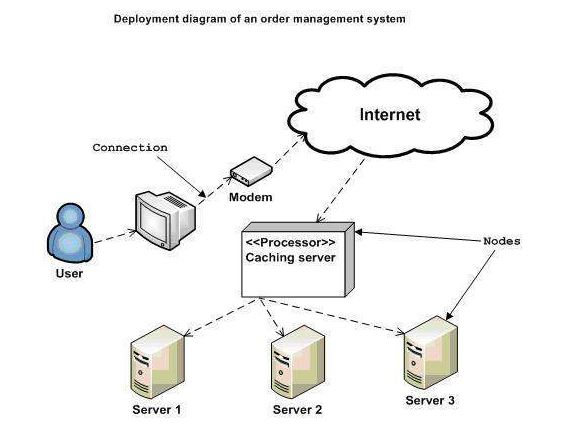 Deployment diagram of an order management system
Internet
Connection
Modem
<<Processor>>
Caching server
Nodes
User
Server 1
Server 2
Server 3